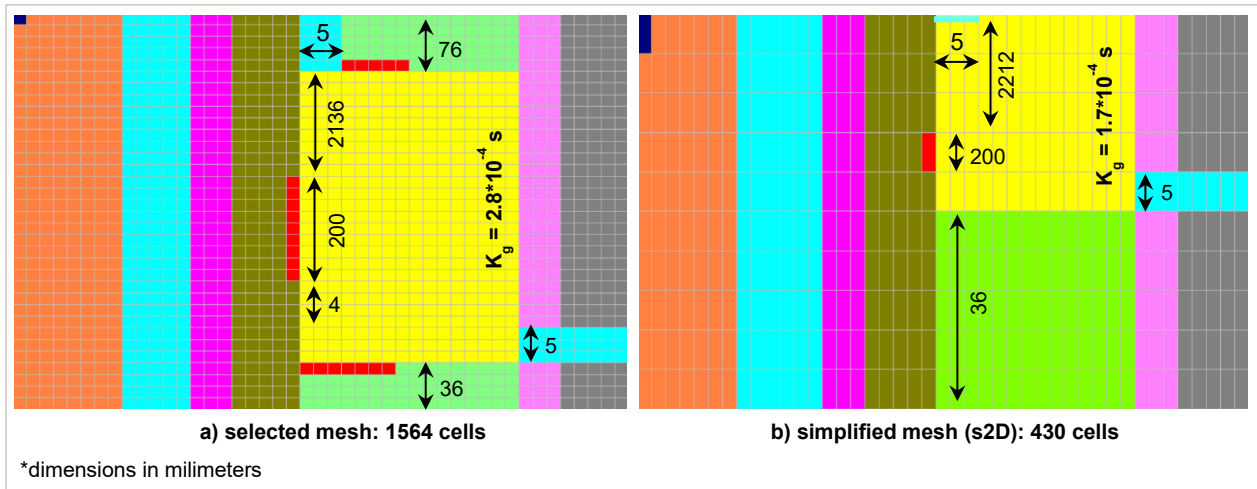 5
76
2136
K_g = 2.8*10^-4 s
200
4
5
36
a) selected mesh: 1564 cells
5
2212
K_g = 1.7*10^-4 s
200
5
36
b) simplified mesh (s2D): 430 cells
*dimensions in milimeters